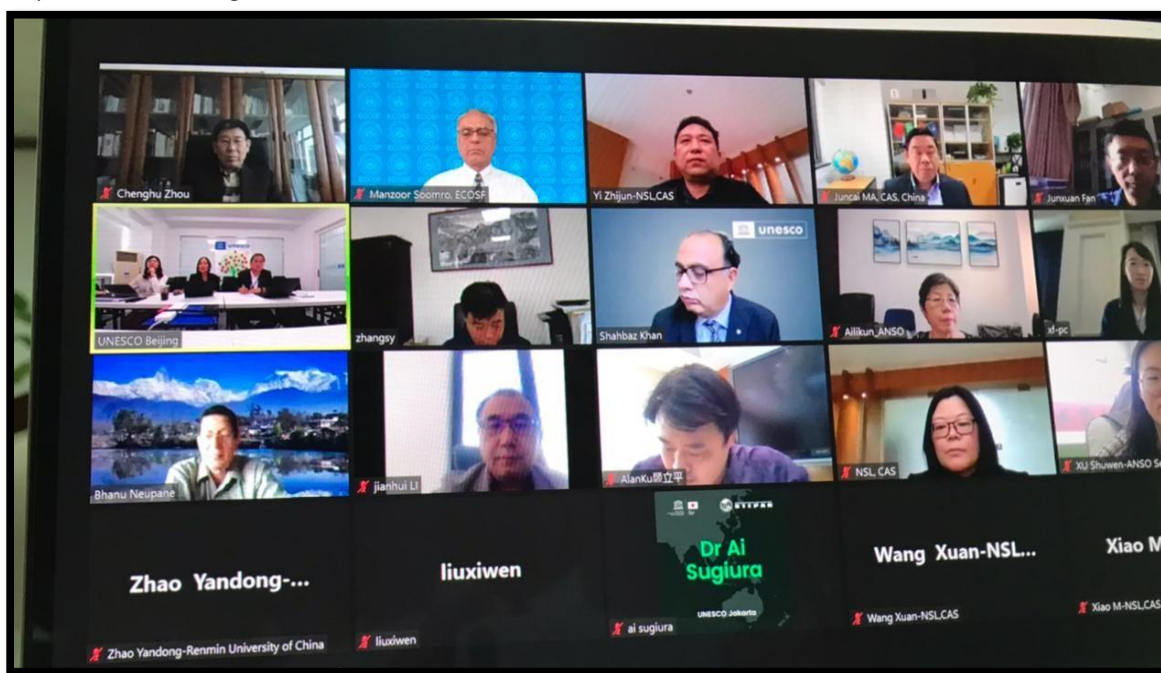 Chenghu Zhou
Manzoor Soomro, ECOSF
Yi Zhijun-NSL,CAS
Juncai MA, CAS, China
Junxuan Fan
unesco
UNESCO Beijing
zhangsy
unesco
Shahbaz Khan
Ailikun_ANSO
xf-pc
Bhanu Neupane
jianhui LI
AlanKu顾立平
NSL, CAS
XU Shuwen-ANSO Se
Zhao Yandong-...
Zhao Yandong-Renmin University of China
liuxiwen
liuxiwen
Dr Ai
Sugiura
UNESCO Jakarta
ai sugiura
Wang Xuan-NSL...
Wang Xuan-NSL,CAS
Xiao M
Xiao M-NSL,CAS